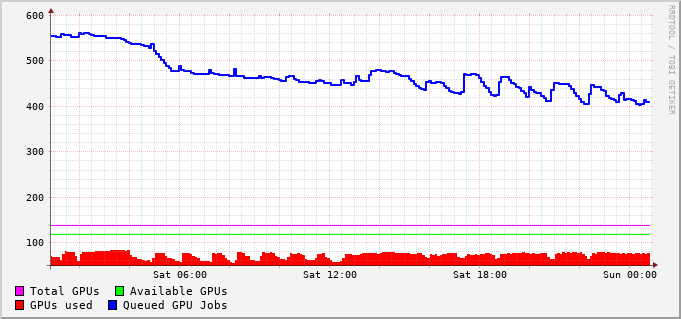 600
500
400
300
200
100
Sat 06:00 Sat 12:00 Sat 18:00 Sun 00:00
Total GPUs Available GPUs
GPUs used Queued GPU Jobs
RRDTOOL / TOBI OETIKER